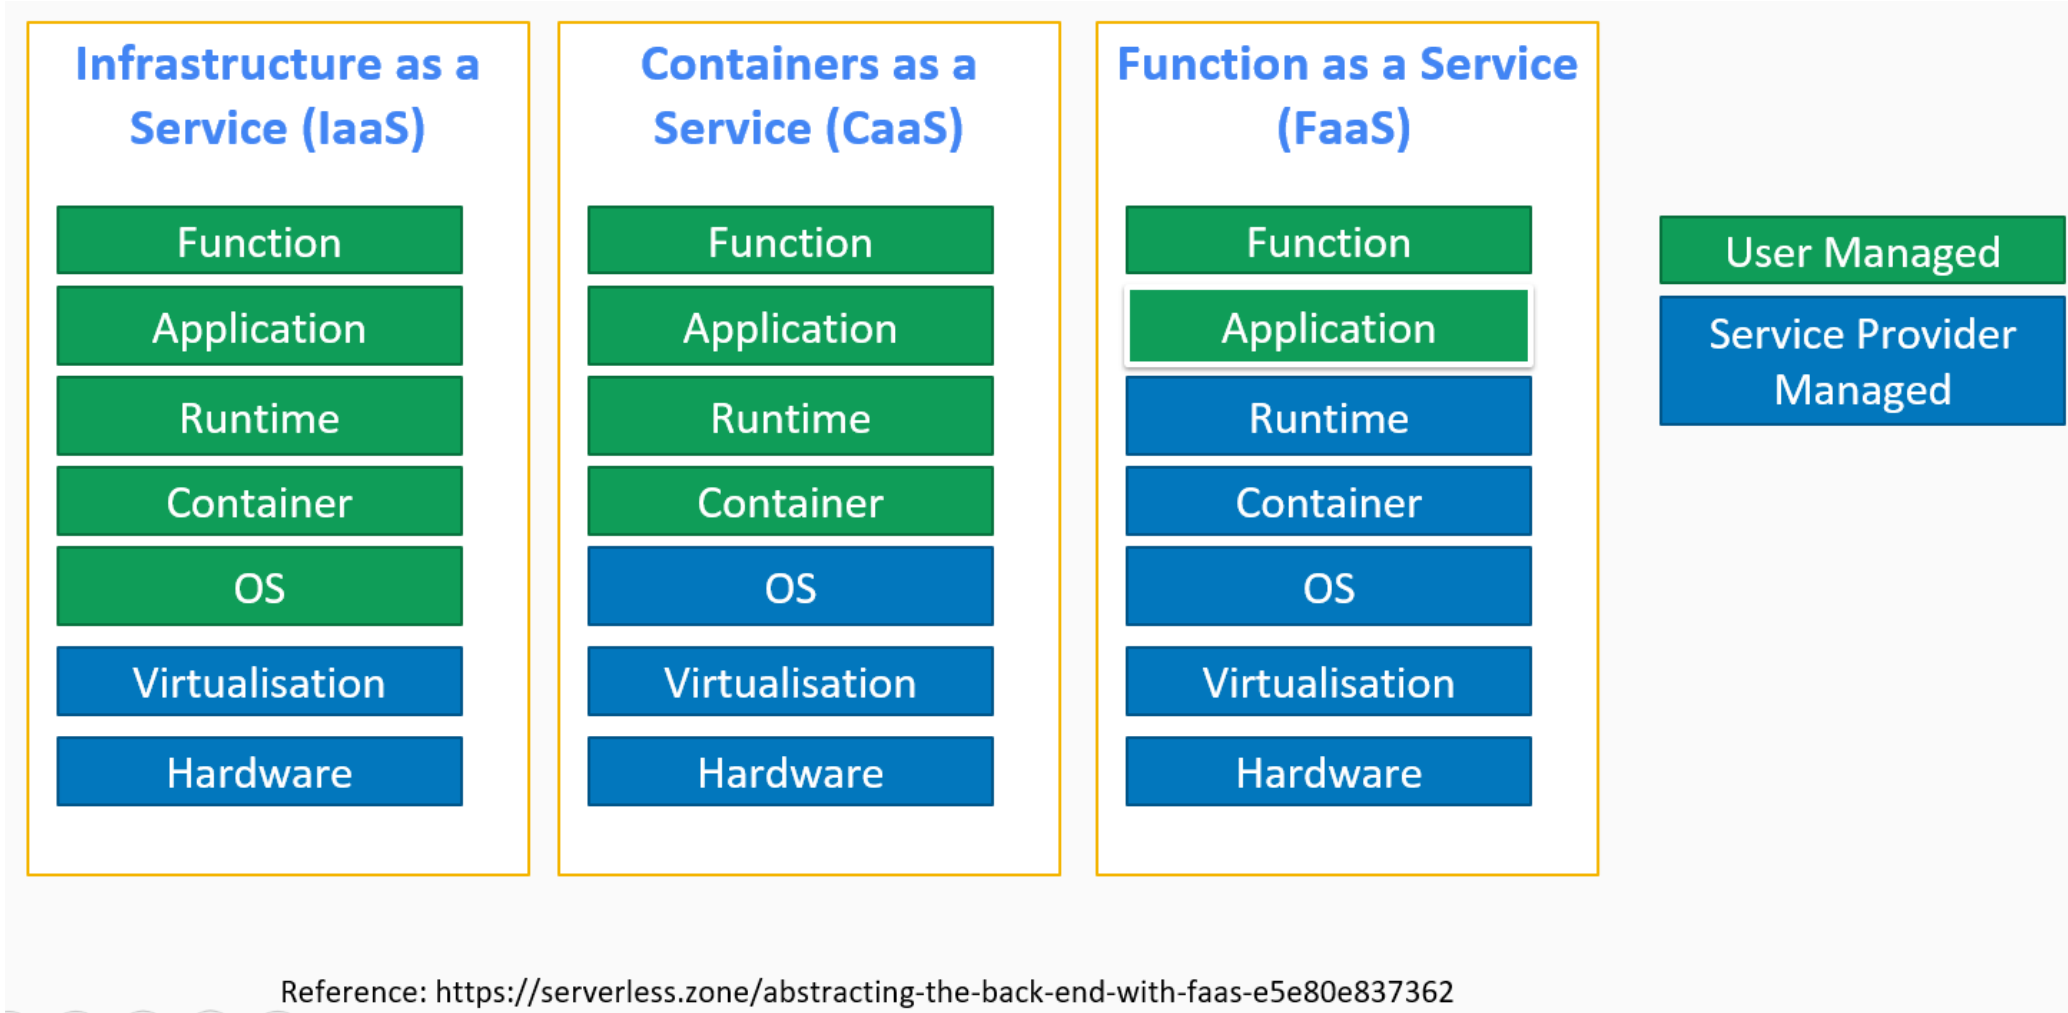 Infrastructure as a
Service (IaaS)
Function
Application
Runtime
Container
OS
Virtualisation
Hardware
Containers as a
Service (CaaS)
Function
Application
Runtime
Container
OS
Virtualisation
Hardware
Function as a Service
(FaaS)
Function
Application
Runtime
Container
OS
Virtualisation
Hardware
User Managed
Service Provider
Managed
Reference: https://serverless.zone/abstracting-the-back-end-with-faas-e5e80e837362